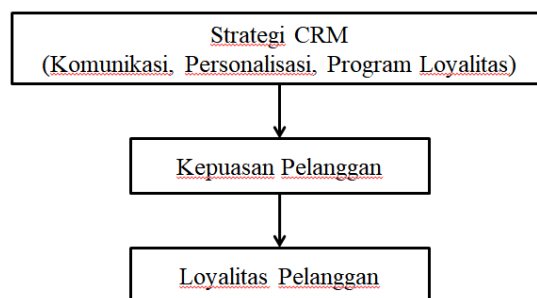 Strategi CRM
(Komunikasi, Personalisasi, Program Loyalitas)
Kepuasan Pelanggan
Loyalitas Pelanggan